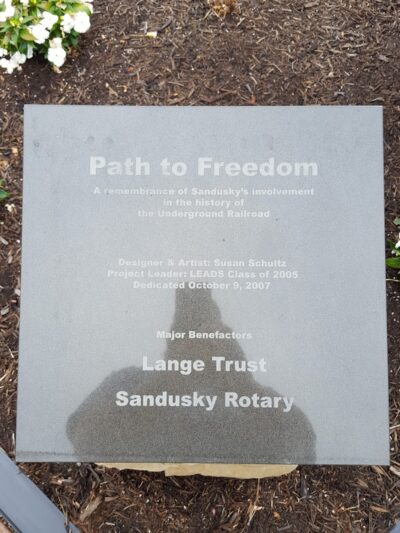 Path to Freedom
A remembrance of Sandusky's involvement
in the history of
the Underground Railroad
Designer & Artist: Susan Schultz
Project Leader: LEADS Class of 2005
Dedicated October 9, 2007
Major Benefactors
Lange Trust
Sandusky Rotary